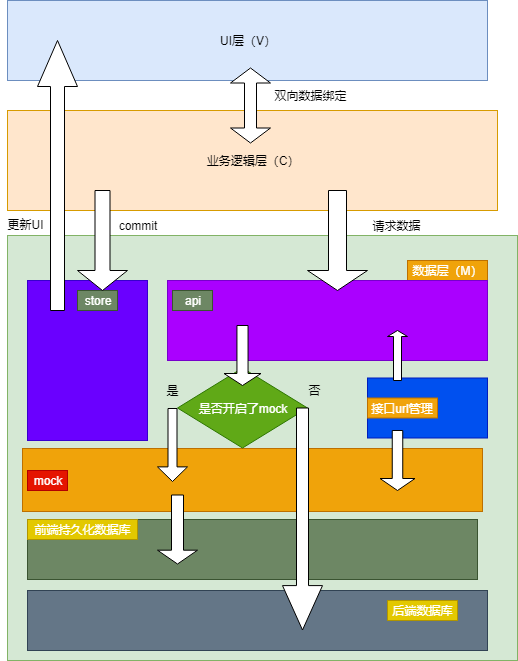 UI层（V）
双向数据绑定
业务逻辑层（C）
更新UI
commit
请求数据
数据层（M）
store
api
是
否
是否开启了mock
接口url管理
mock
前端持久化数据库
后端数据库